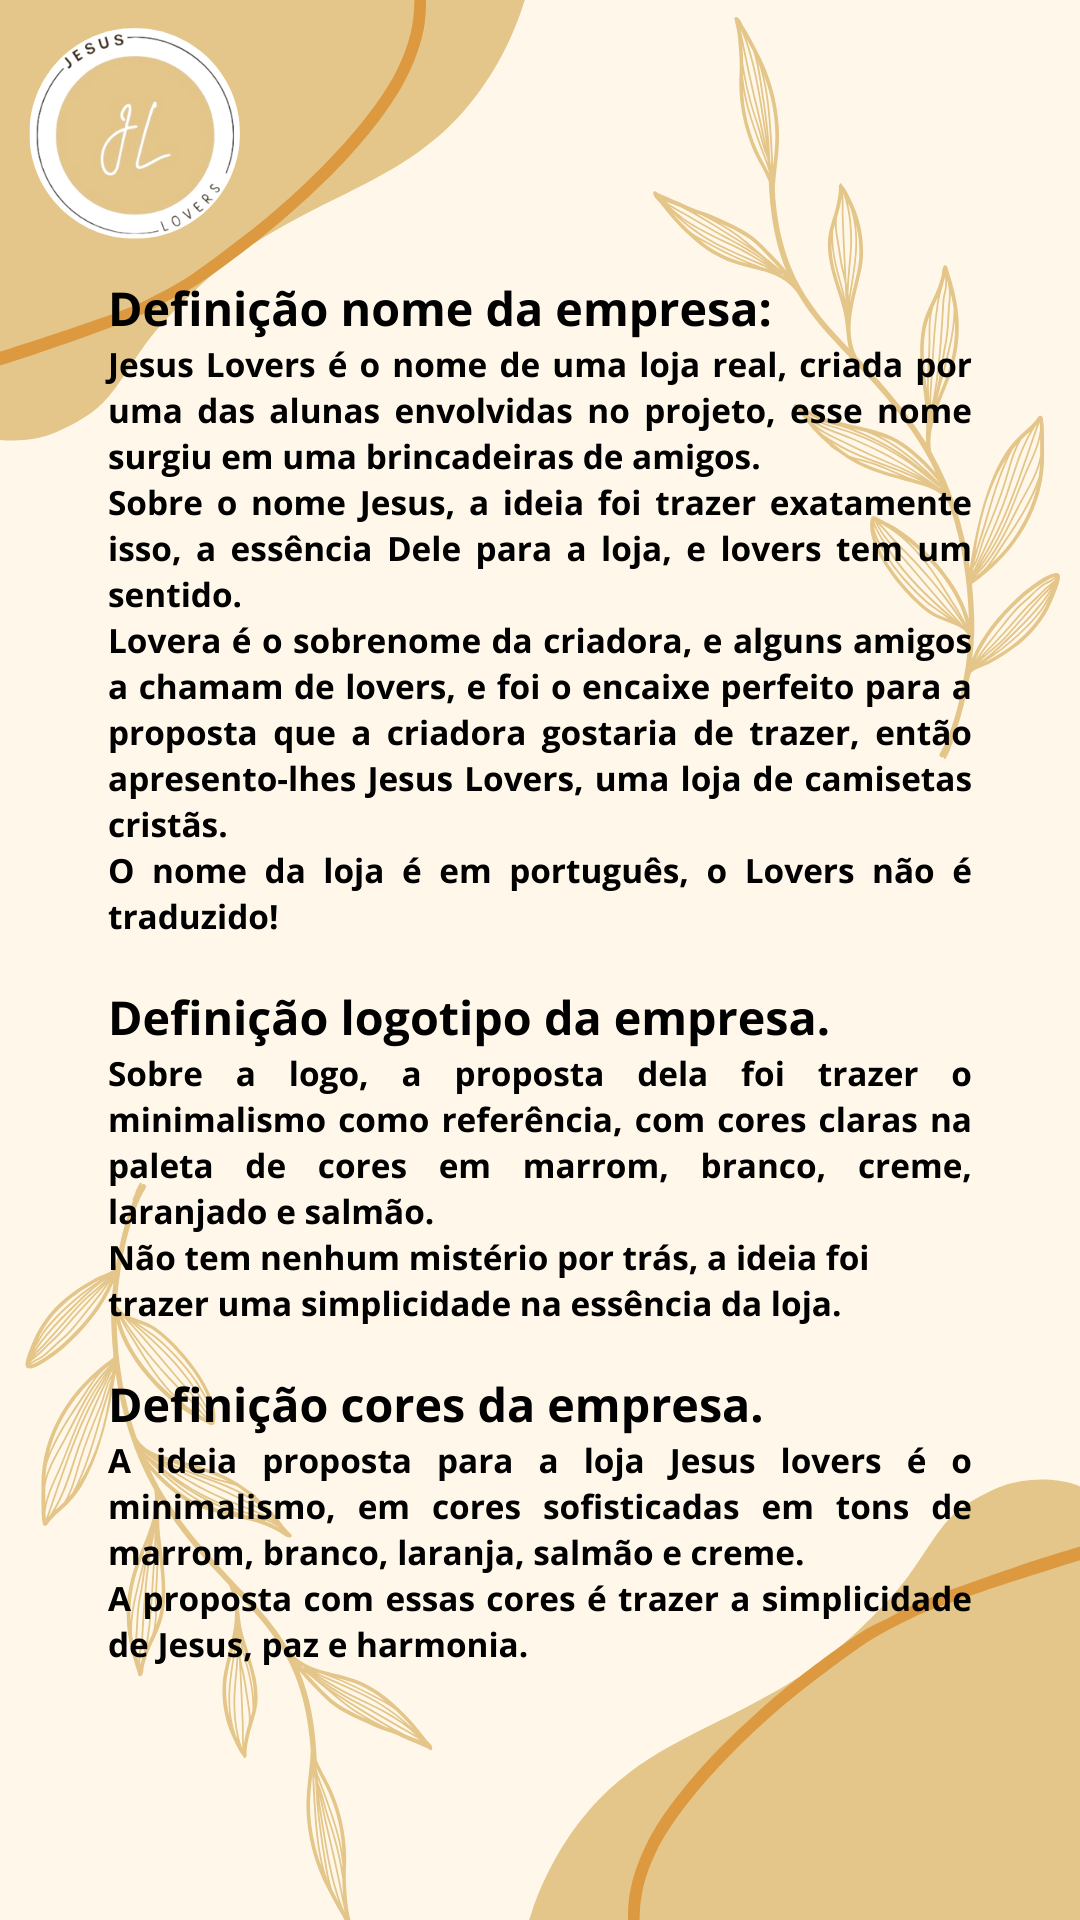 JESUS
JL
LOVERS
Definição nome da empresa:
Jesus Lovers é o nome de uma loja real, criada por
uma das alunas envolvidas no projeto, esse nome
surgiu em uma brincadeiras de amigos.
Sobre o nome Jesus, a ideia foi trazer exatamente
isso, a essência Dele para a loja, e lovers tem um
sentido.
Lovera é o sobrenome da criadora, e alguns amigos
a chamam de lovers, e foi o encaixe perfeito para a
proposta que a criadora gostaria de trazer, então
apresento-lhes Jesus Lovers, uma loja de camisetas
cristãs.
O nome da loja é em português, o Lovers não é
traduzido!
Definição logotipo da empresa.
Sobre a logo, a proposta dela foi trazer o
minimalismo como referência, com cores claras na
paleta de cores em marrom, branco, creme,
laranjado e salmão.
Não tem nenhum mistério por trás, a ideia foi
trazer uma simplicidade na essência da loja.
Definição cores da empresa.
A ideia proposta para a loja Jesus lovers é o
minimalismo, em cores sofisticadas em tons de
marrom, branco, laranja, salmão e creme.
A proposta com essas cores é trazer a simplicidade
de Jesus, paz e harmonia.